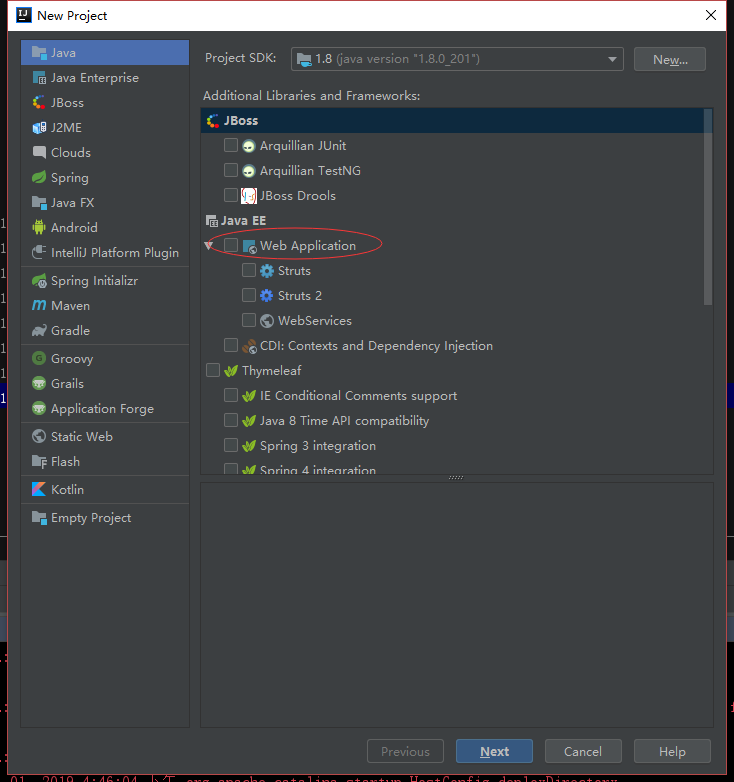 New Project
Java
Java Enterprise
JBoss
J2ME
Clouds
Spring
Java FX
Android
IntelliJ Platform Plugin
Spring Initializr
Maven
Gradle
Groovy
Grails
Application Forge
Static Web
Flash
Kotlin
Empty Project
Project SDK: 1.8 (java version "1.8.0_201") New...
Additional Libraries and Frameworks:
JBoss
Arquillian JUnit
Arquillian TestNG
JBoss Drools
Java EE
Web Application
Struts
Struts 2
WebServices
CDI: Contexts and Dependency Injection
Thymeleaf
IE Conditional Comments support
Java 8 Time API compatibility
Spring 3 integration
Spring 4 integration
Previous Next Cancel Help
2019 4:46:04 下午 org.apache.catalina.startup.HostConfig deployDirectory